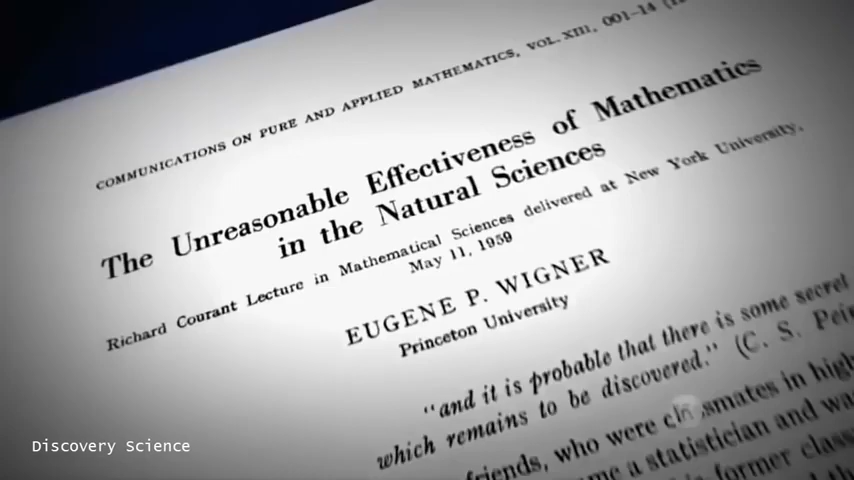 COMMUNICATIONS ON PURE AND APPLIED MATHEMATICS, VOL. XIII, 001–14
The Unreasonable Effectiveness of Mathematics
in the Natural Sciences
Richard Courant Lecture in Mathematical Sciences delivered at New York University,
May 11, 1959
EUGENE P. WIGNER
Princeton University
"and it is probable that there is some secret
which remains to be discovered." (C. S.
friends, who were classmates in
a statistician and
former
Discovery Science